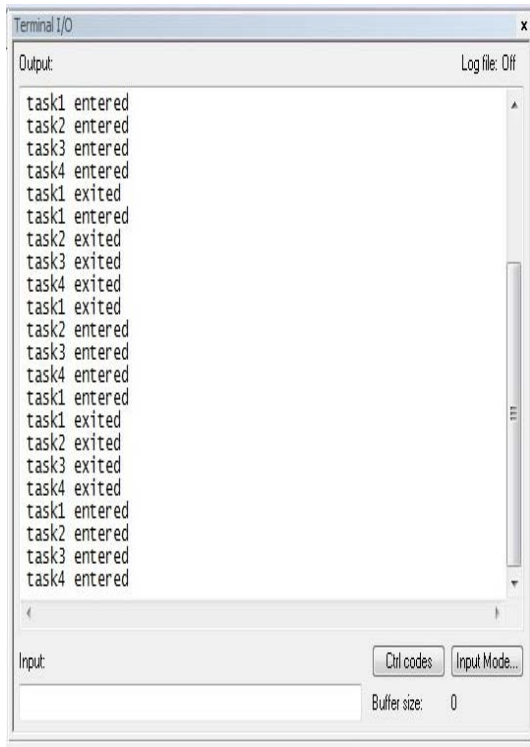 Terminal I/O x
Output: Log file: Off
task1 entered
task2 entered
task3 entered
task4 entered
task1 exited
task1 entered
task2 exited
task3 exited
task4 exited
task1 exited
task2 entered
task3 entered
task4 entered
task1 entered
task1 exited
task2 exited
task3 exited
task4 exited
task1 entered
task2 entered
task3 entered
task4 entered
Input: Ctrl codes Input Mode...
Buffer size: 0